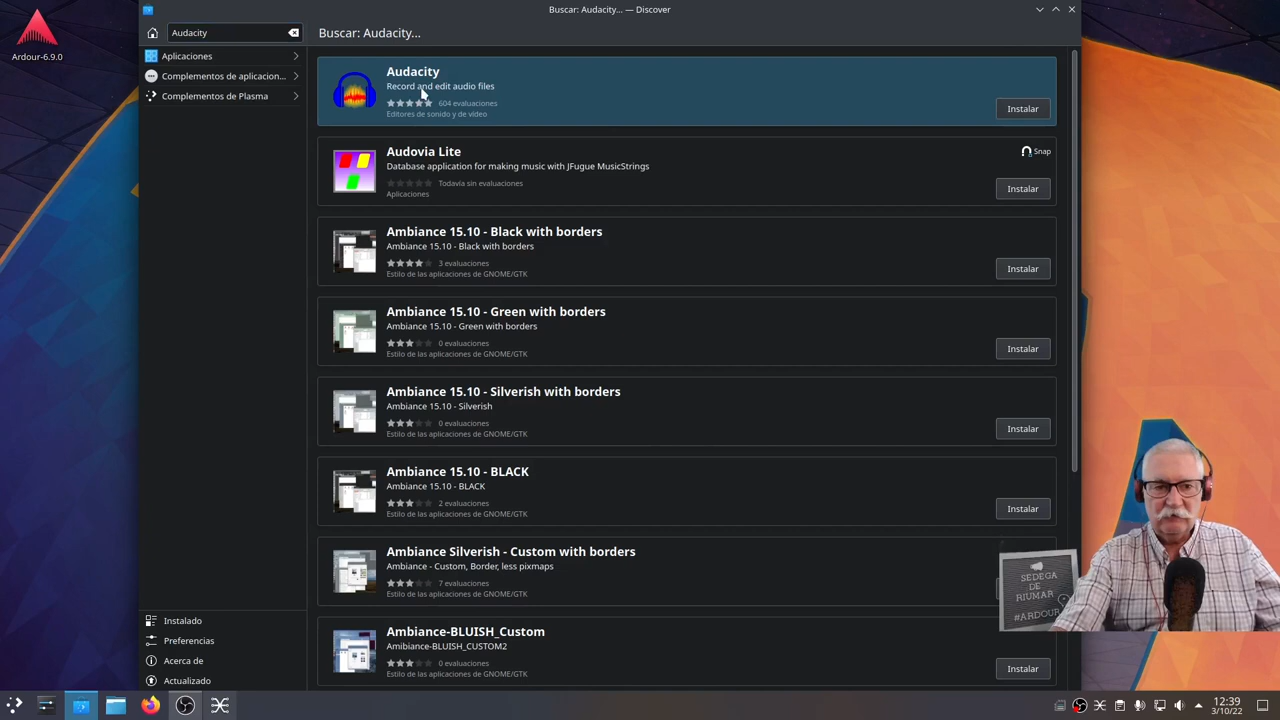 Buscar: Audacity... — Discover
Ardour-6.9.0
Audacity
Buscar: Audacity...
Aplicaciones
Complementos de aplicacion...
Complementos de Plasma
Audacity
Record and edit audio files
604 evaluaciones
Editores de sonido y de vídeo
Instalar
Audovia Lite
Snap
Database application for making music with JFugue MusicStrings
Todavía sin evaluaciones
Aplicaciones
Instalar
Ambiance 15.10 - Black with borders
Ambiance 15.10 - Black with borders
3 evaluaciones
Estilo de las aplicaciones de GNOME/GTK
Instalar
Ambiance 15.10 - Green with borders
Ambiance 15.10 - Green with borders
0 evaluaciones
Estilo de las aplicaciones de GNOME/GTK
Instalar
Ambiance 15.10 - Silverish with borders
Ambiance 15.10 - Silverish
0 evaluaciones
Estilo de las aplicaciones de GNOME/GTK
Instalar
Ambiance 15.10 - BLACK
Ambiance 15.10 - BLACK
2 evaluaciones
Estilo de las aplicaciones de GNOME/GTK
Instalar
Ambiance Silverish - Custom with borders
Ambiance - Custom, Border, less pixmaps
7 evaluaciones
Estilo de las aplicaciones de GNOME/GTK
Ambiance-BLUISH_Custom
Amibiance-BLUISH_CUSTOM2
0 evaluaciones
Instalar
Instalado
Preferencias
Acerca de
Actualizado
SEDEGA
DE
RIUMAR
#ARDOUR
12:39
3/10/22